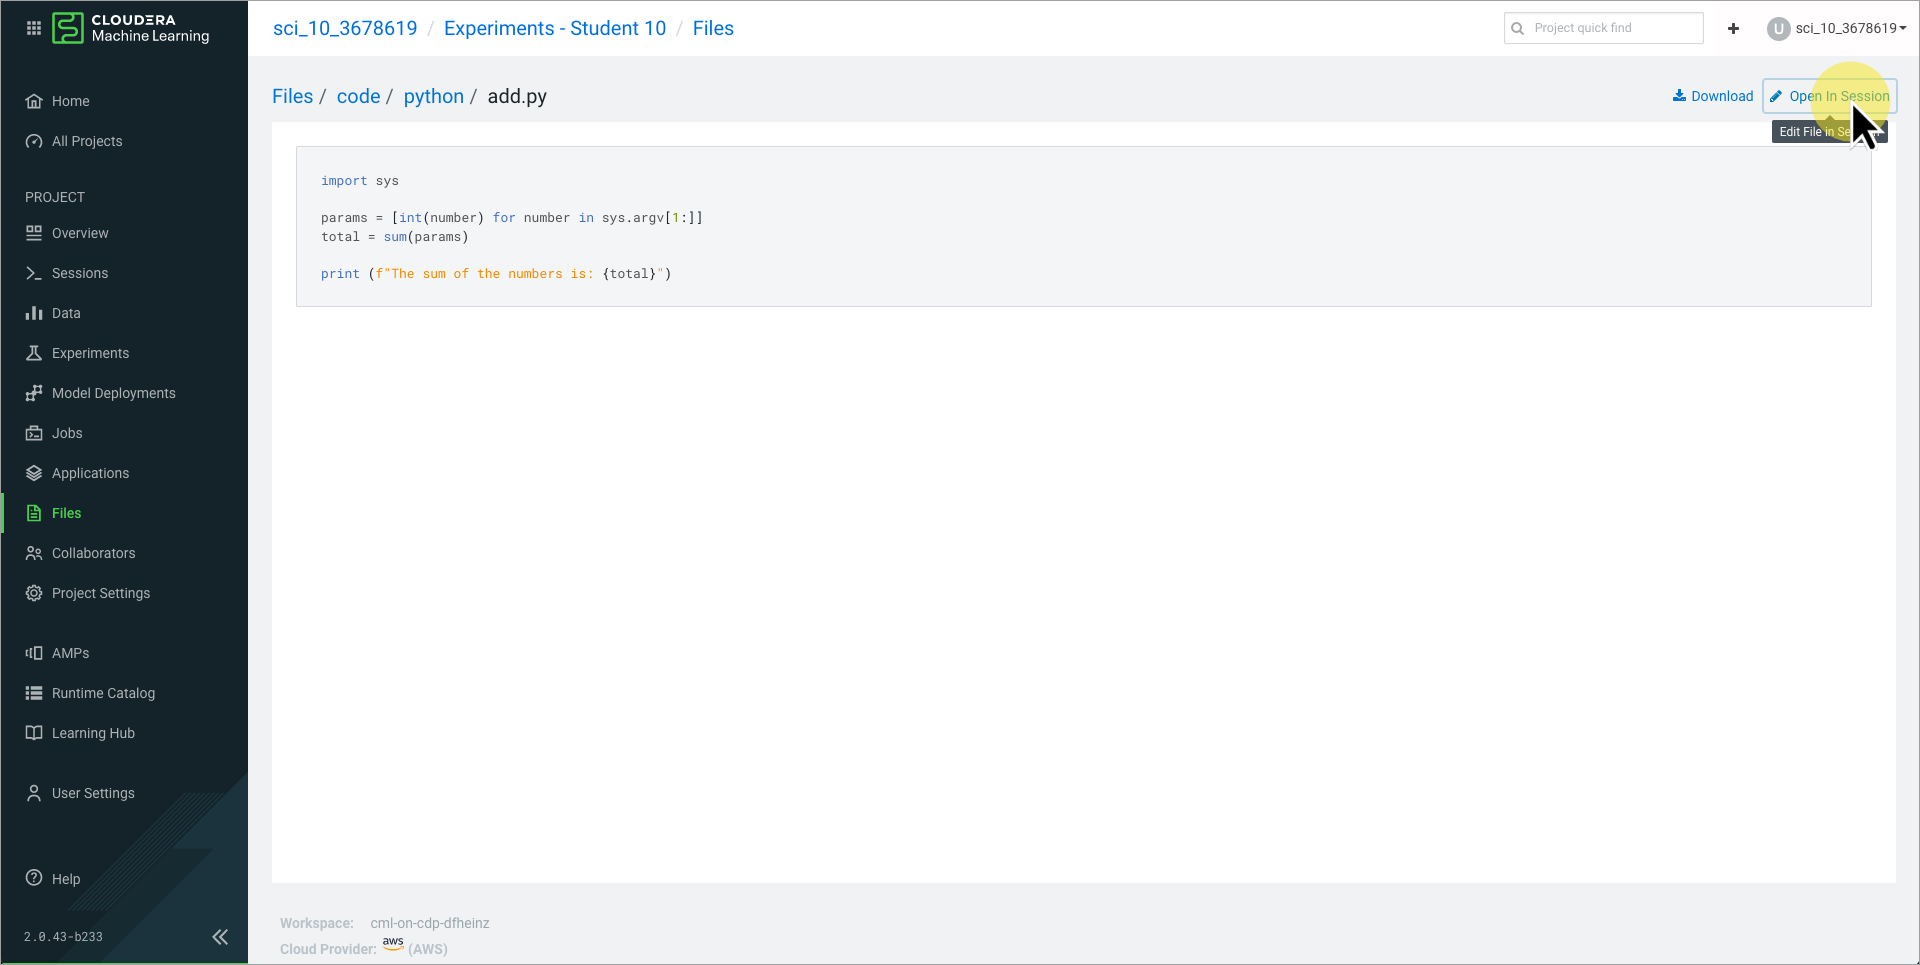 CLOUDERA
Machine Learning
sci_10_3678619 / Experiments - Student 10 / Files
Project quick find
U sci_10_3678619
Home
All Projects
PROJECT
Overview
Sessions
Data
Experiments
Model Deployments
Jobs
Applications
Files
Collaborators
Project Settings
AMPs
Runtime Catalog
Learning Hub
User Settings
Help
2.0.43-b233
Files / code / python / add.py
Download
Open In Session
Edit File in
import sys
params = [int(number) for number in sys.argv[1:]]
total = sum(params)
print (f"The sum of the numbers is: {total}")
Workspace: cml-on-cdp-dfheinz
Cloud Provider: aws (AWS)